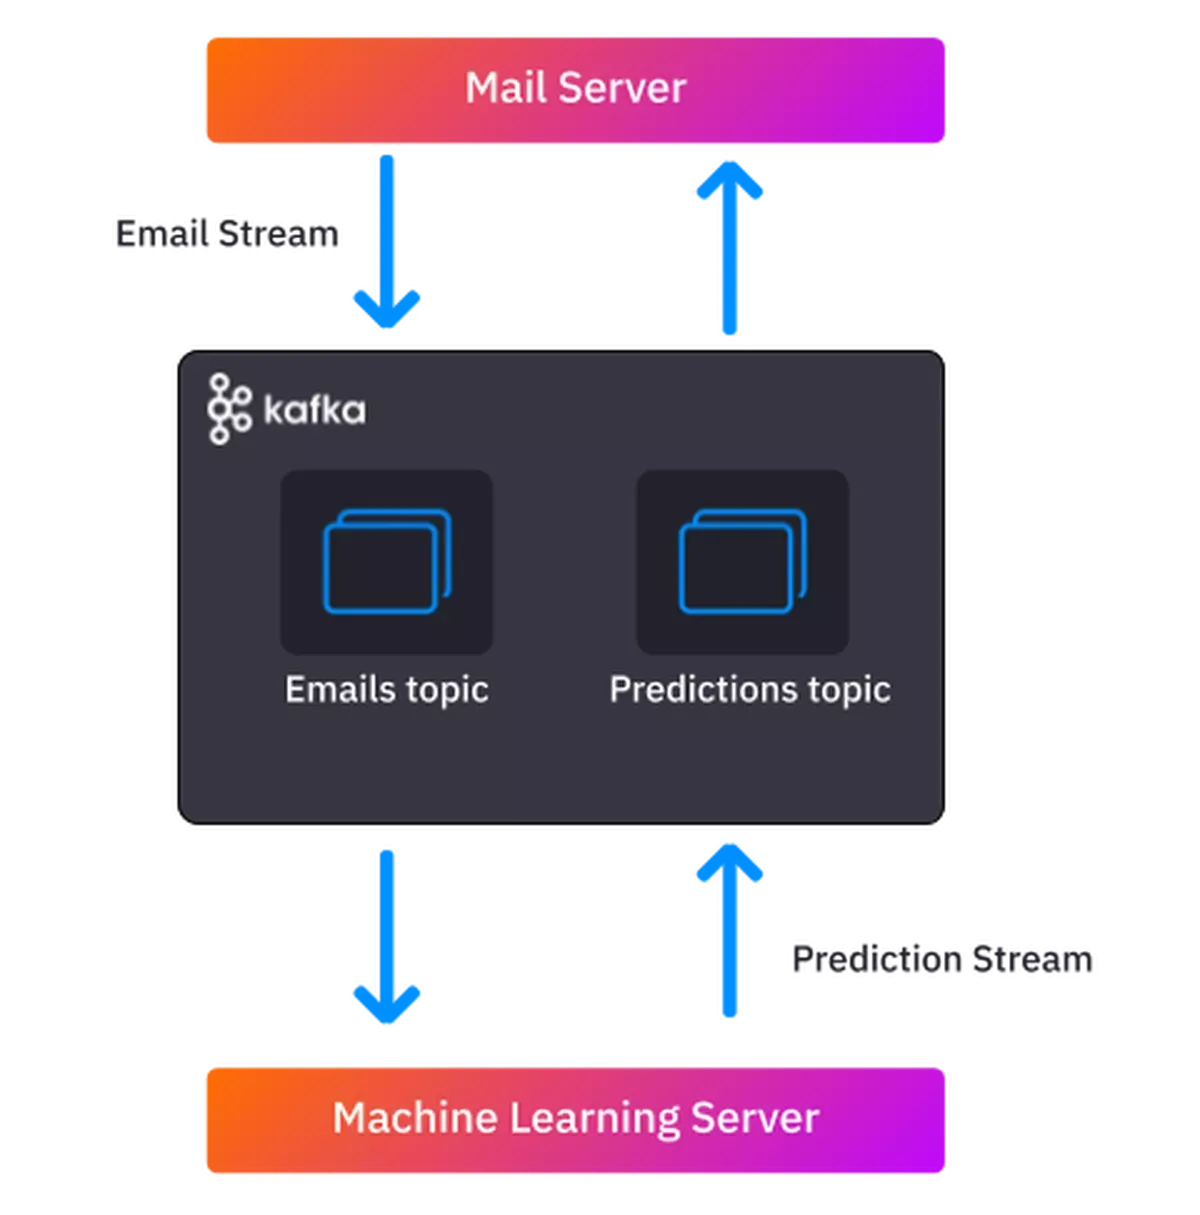 Mail Server
Email Stream
kafka
Emails topic
Predictions topic
Prediction Stream
Machine Learning Server